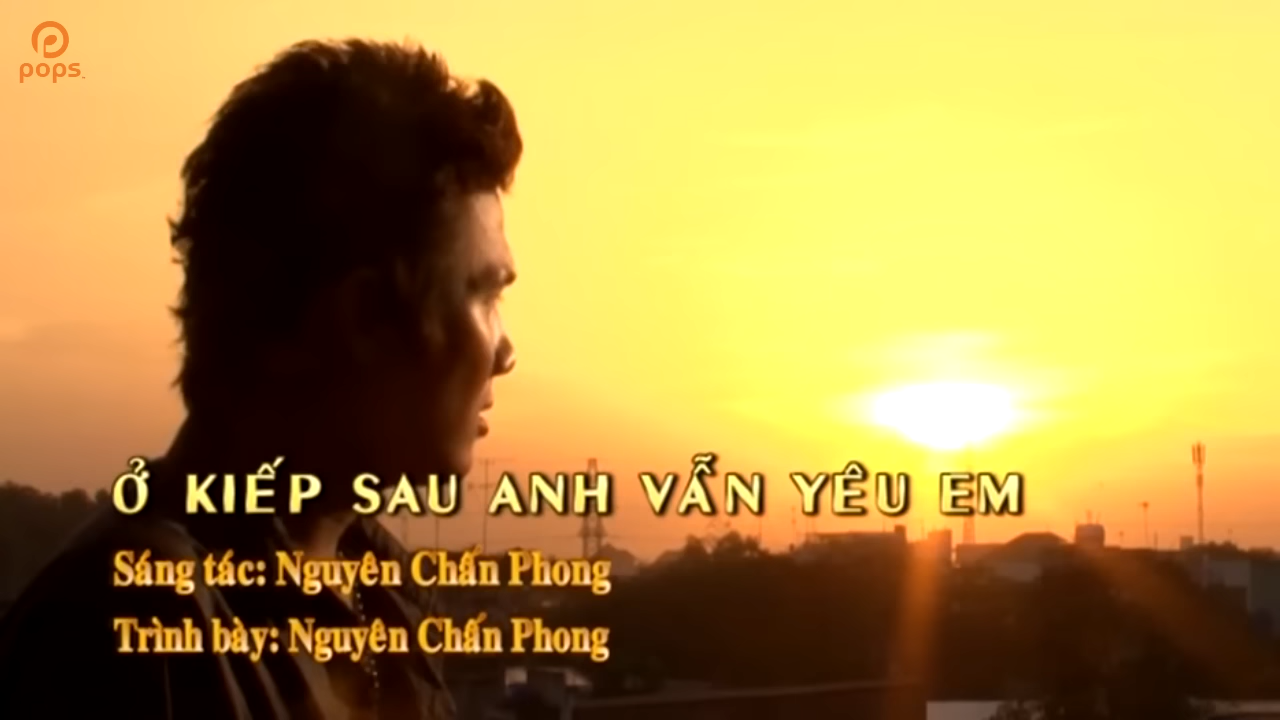 pops.
Ở KIẾP SAU ANH VẪN YÊU EM
Sáng tác: Nguyên Chấn Phong
Trình bày: Nguyên Chấn Phong